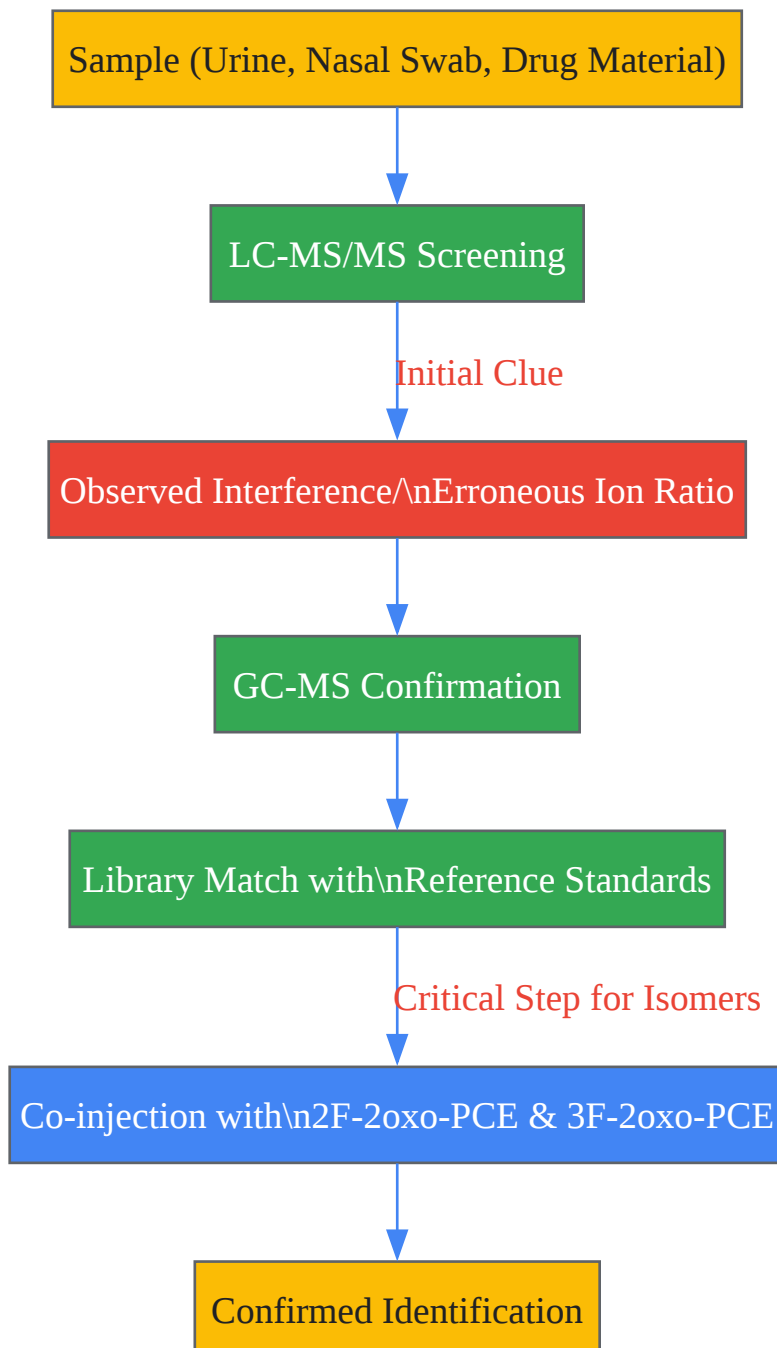 Sample (Urine, Nasal Swab, Drug Material)
LC-MS/MS Screening
Initial Clue
Observed Interference/\nErroneous Ion Ratio
GC-MS Confirmation
Library Match with\nReference Standards
Critical Step for Isomers
Co-injection with\n2F-2oxo-PCE & 3F-2oxo-PCE
Confirmed Identification